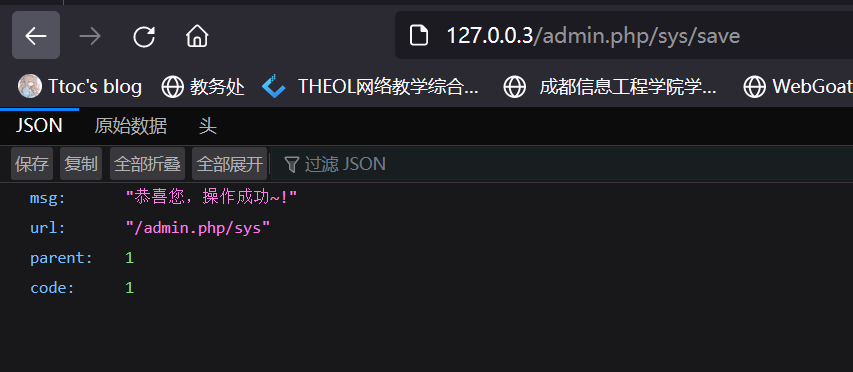 127.0.0.3/admin.php/sys/save
Ttoc's blog 教务处 THEOL网络教学综合... 成都信息工程学院学... WebGoat
JSON 原始数据 头
保存 复制 全部折叠 全部展开 过滤 JSON
msg: "恭喜您，操作成功~!"
url: "/admin.php/sys"
parent: 1
code: 1